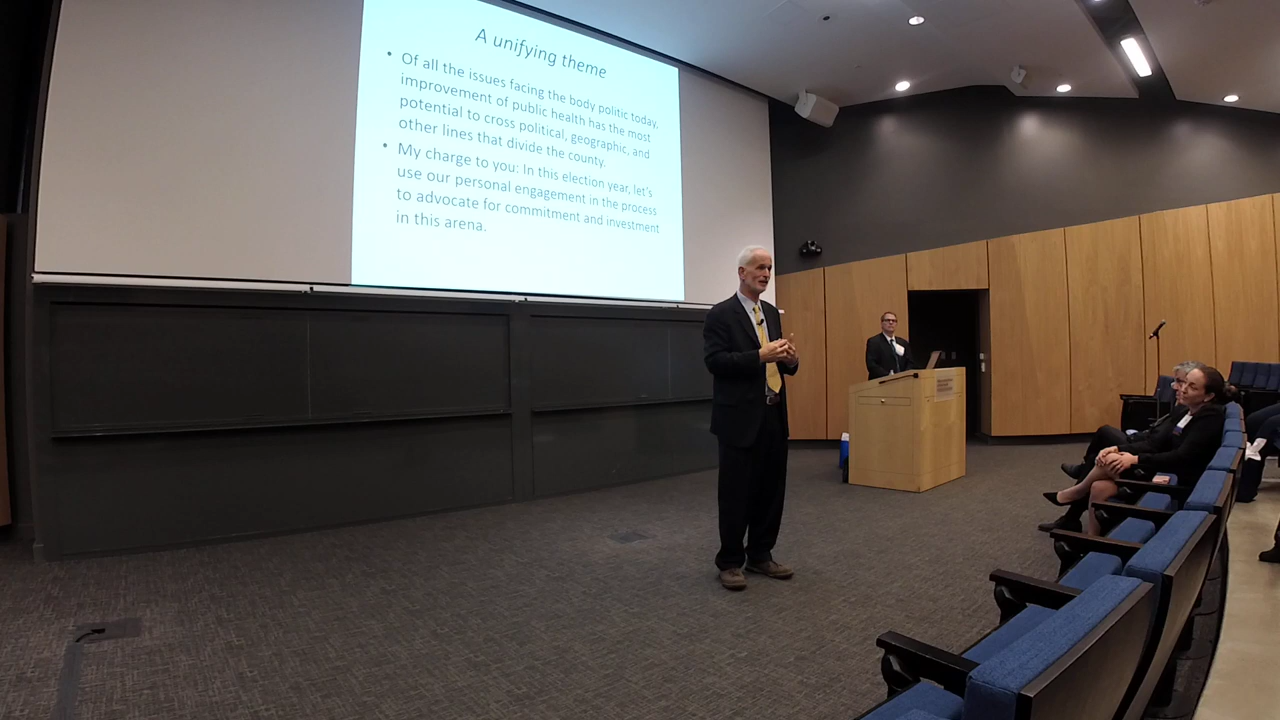 A unifying theme
• Of all the issues facing the body politic today,
improvement of public health has the most
potential to cross political, geographic, and
other lines that divide the county.
• My charge to you: In this election year, let's
use our personal engagement in the process
to advocate for commitment and investment
in this arena.